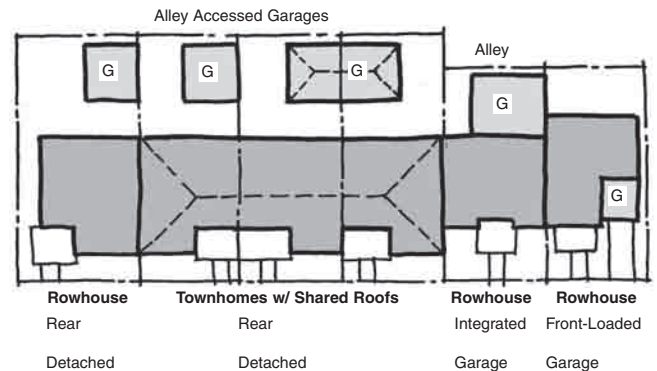 Alley Accessed Garages
Alley
G
G
G
G
G
Rowhouse Townhomes w/ Shared Roofs Rowhouse Rowhouse
Rear Rear Integrated Front-Loaded
Detached Detached Garage Garage